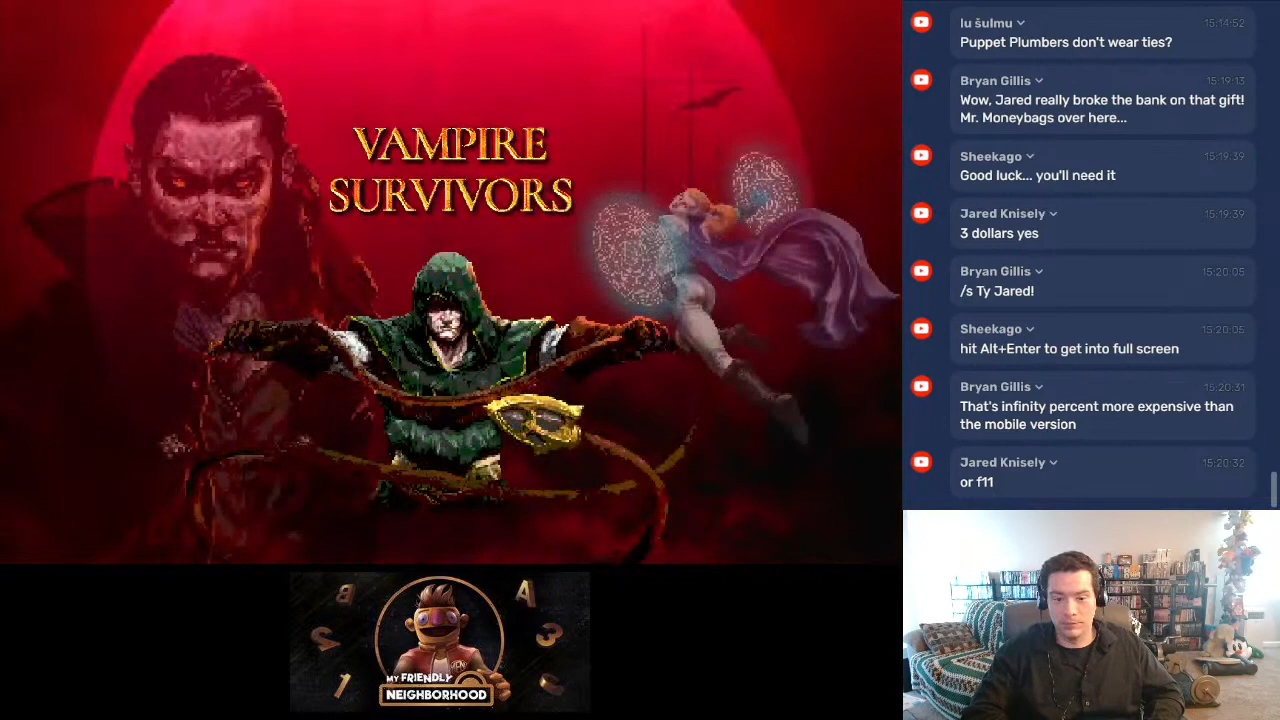 VAMPIRE
SURVIVORS
B
A
2
3
1
MFN
MY FRIENDLY
NEIGHBORHOOD
lu šulmu
15:14:52
Puppet Plumbers don't wear ties?
Bryan Gillis
15:19:13
Wow, Jared really broke the bank on that gift!
Mr. Moneybags over here...
Sheekago
15:19:39
Good luck... you'll need it
Jared Knisely
15:19:39
3 dollars yes
Bryan Gillis
15:20:05
/s Ty Jared!
Sheekago
15:20:05
hit Alt+Enter to get into full screen
Bryan Gillis
15:20:31
That's infinity percent more expensive than
the mobile version
Jared Knisely
15:20:32
or f11